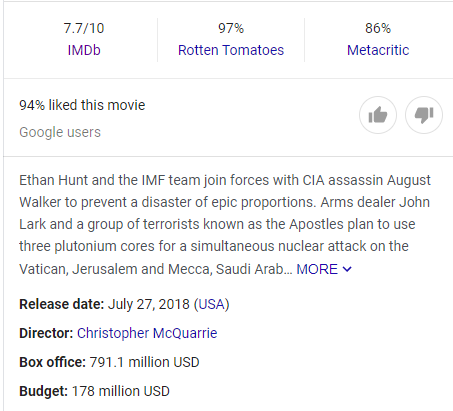 7.7/10 97% 86%
IMDb Rotten Tomatoes Metacritic
94% liked this movie
Google users
Ethan Hunt and the IMF team join forces with CIA assassin August
Walker to prevent a disaster of epic proportions. Arms dealer John
Lark and a group of terrorists known as the Apostles plan to use
three plutonium cores for a simultaneous nuclear attack on the
Vatican, Jerusalem and Mecca, Saudi Arab... MORE
Release date: July 27, 2018 (USA)
Director: Christopher McQuarrie
Box office: 791.1 million USD
Budget: 178 million USD